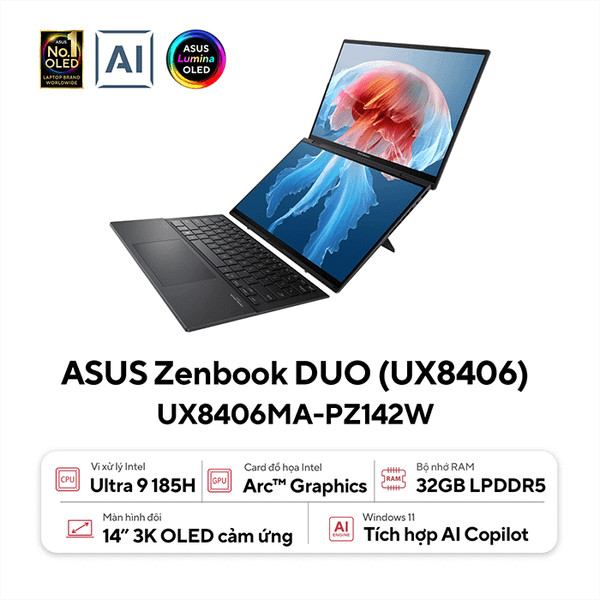 ASUS
No.1
OLED
LAPTOP BRAND
WORLDWIDE
AI
ASUS
Lumina
OLED
ASUS Zenbook DUO (UX8406)
UX8406MA-PZ142W
CPU
Vi xử lý Intel
Ultra 9 185H
GPU
Card đồ họa Intel
Arc™ Graphics
RAM
Bộ nhớ RAM
32GB LPDDR5
Màn hình đôi
14” 3K OLED cảm ứng
AI
ENGINE
Windows 11
Tích hợp AI Copilot